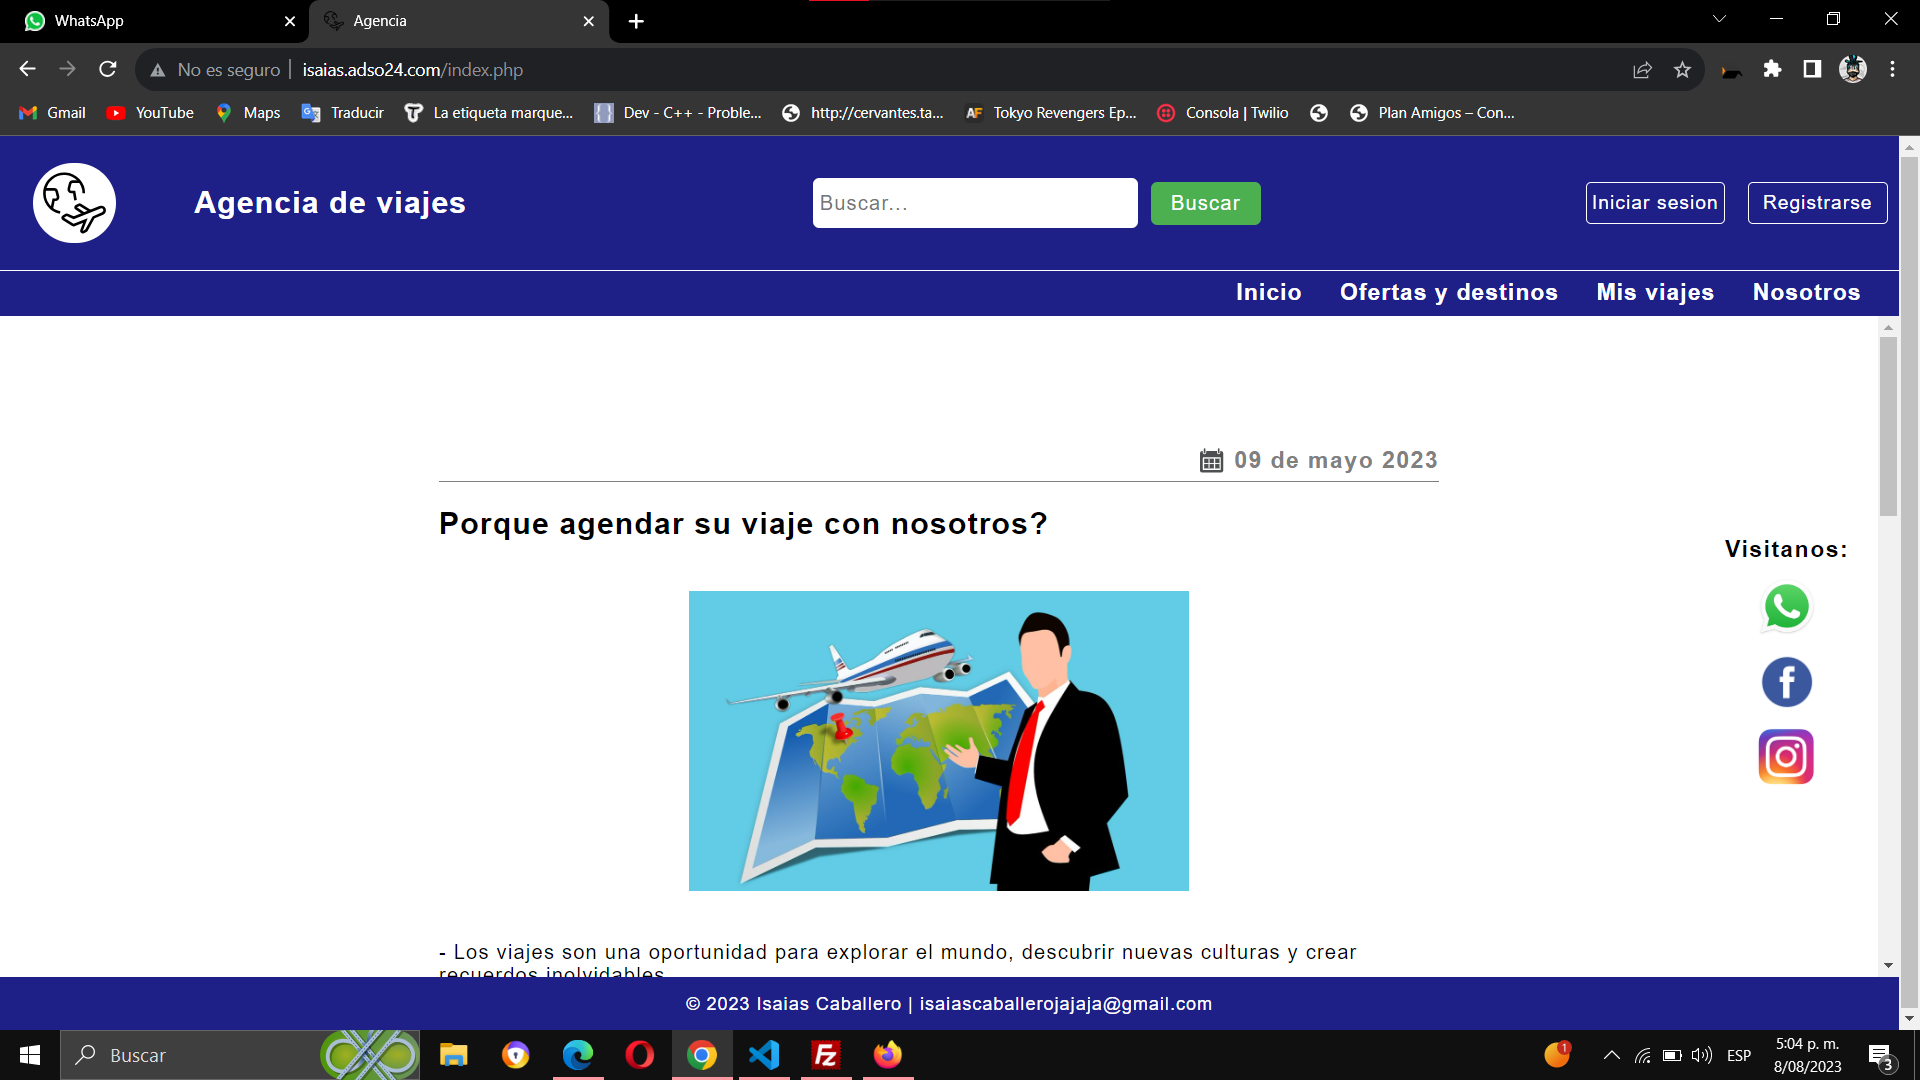 WhatsApp
Agencia
No es seguro | isaias.adso24.com/index.php
Gmail
YouTube
Maps
Traducir
La etiqueta marque...
Dev - C++ - Proble...
http://cervantes.ta...
Tokyo Revengers Ep...
Consola | Twilio
Plan Amigos – Con...
Agencia de viajes
Buscar...
Buscar
Iniciar sesion
Registrarse
Inicio
Ofertas y destinos
Mis viajes
Nosotros
09 de mayo 2023
Porque agendar su viaje con nosotros?
Visitanos:
- Los viajes son una oportunidad para explorar el mundo, descubrir nuevas culturas y crear
recuerdos inolvidables
© 2023 Isaias Caballero | isaiascaballerojajaja@gmail.com
Buscar
1
ESP
5:04 p. m.
8/08/2023
3